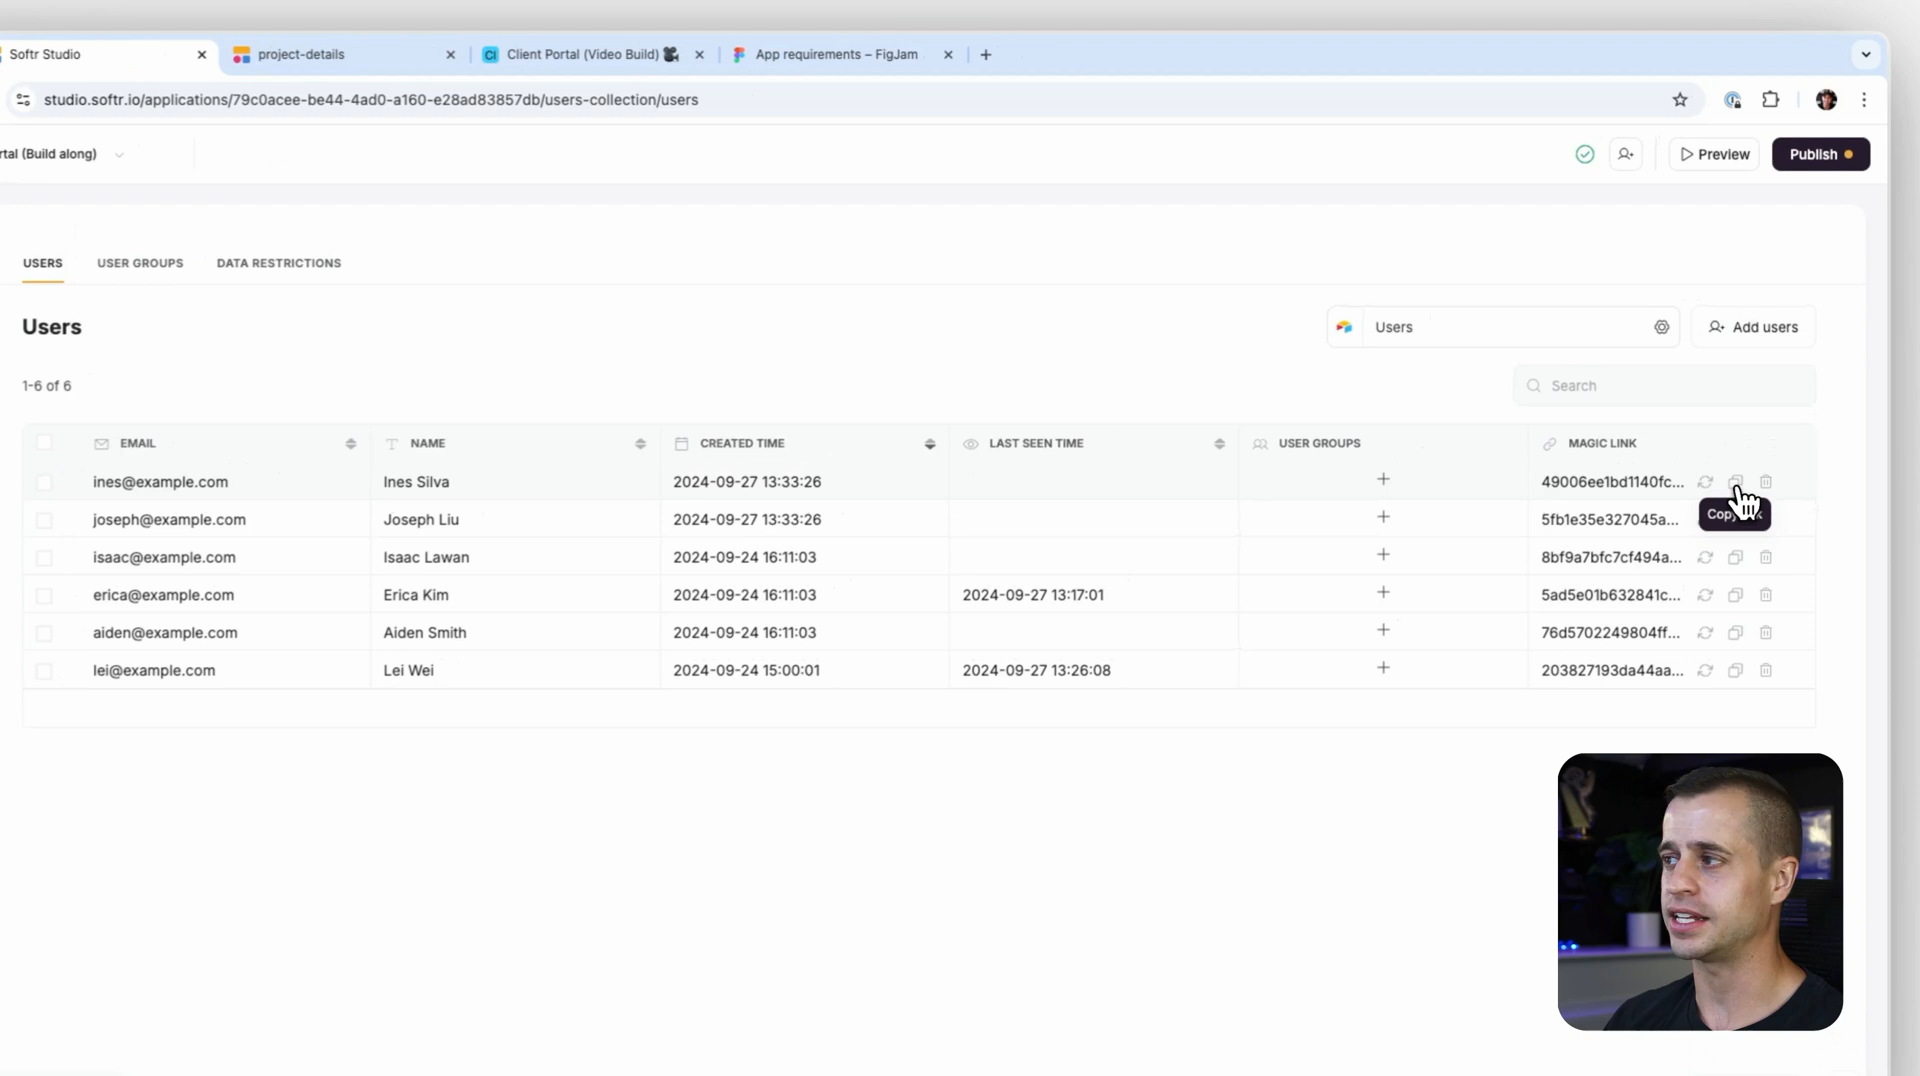 Softr Studio
project-details
Client Portal (Video Build)
App requirements – FigJam
studio.softr.io/applications/79c0acee-be44-4ad0-a160-e28ad83857db/users-collection/users
rtal (Build along)
Preview
Publish
USERS
USER GROUPS
DATA RESTRICTIONS
Users
Users
Add users
1-6 of 6
Search
EMAIL NAME CREATED TIME LAST SEEN TIME USER GROUPS MAGIC LINK
ines@example.com Ines Silva 2024-09-27 13:33:26 49006ee1bd1140fc...
joseph@example.com Joseph Liu 2024-09-27 13:33:26 5fb1e35e327045a...
Copy
isaac@example.com Isaac Lawan 2024-09-24 16:11:03 8bf9a7bfc7cf494a...
erica@example.com Erica Kim 2024-09-24 16:11:03 2024-09-27 13:17:01 5ad5e01b632841c...
aiden@example.com Aiden Smith 2024-09-24 16:11:03 76d5702249804ff...
lei@example.com Lei Wei 2024-09-24 15:00:01 2024-09-27 13:26:08 203827193da44aa...